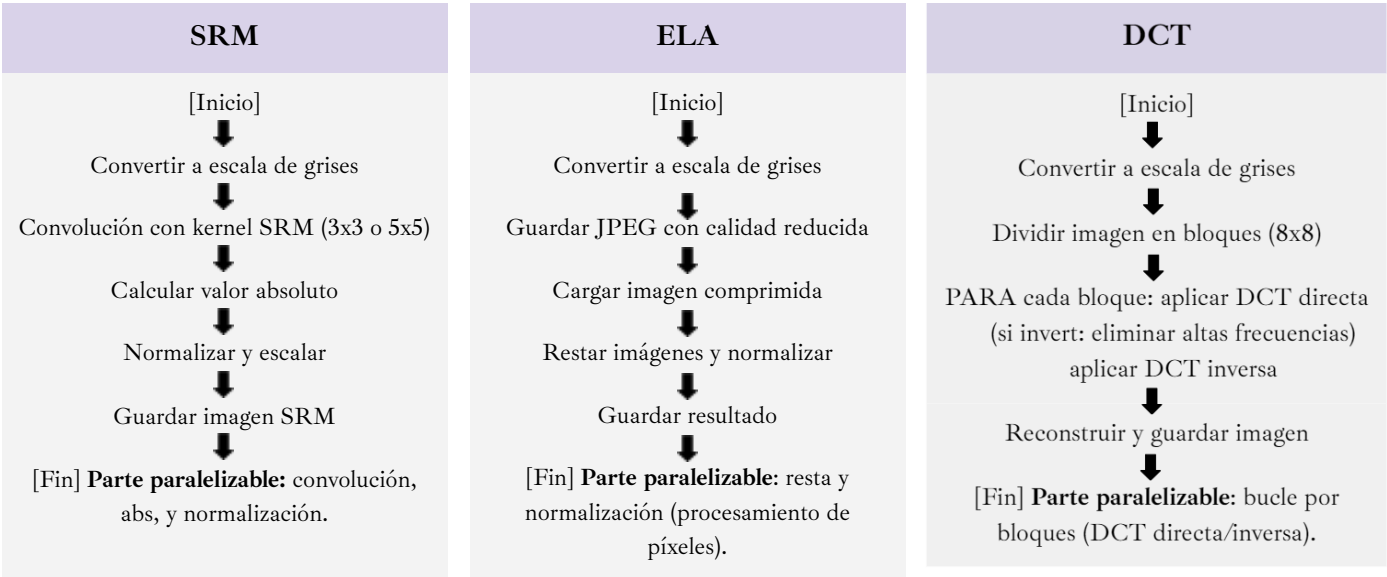 SRM
[Inicio]
Convertir a escala de grises
Convolución con kernel SRM (3x3 o 5x5)
Calcular valor absoluto
Normalizar y escalar
Guardar imagen SRM
[Fin] Parte paralelizable: convolución,
abs, y normalización.
ELA
[Inicio]
Convertir a escala de grises
Guardar JPEG con calidad reducida
Cargar imagen comprimida
Restar imágenes y normalizar
Guardar resultado
[Fin] Parte paralelizable: resta y
normalización (procesamiento de
píxeles).
DCT
[Inicio]
Convertir a escala de grises
Dividir imagen en bloques (8x8)
PARA cada bloque: aplicar DCT directa
(si invert: eliminar altas frecuencias)
aplicar DCT inversa
Reconstruir y guardar imagen
[Fin] Parte paralelizable: bucle por
bloques (DCT directa/inversa).